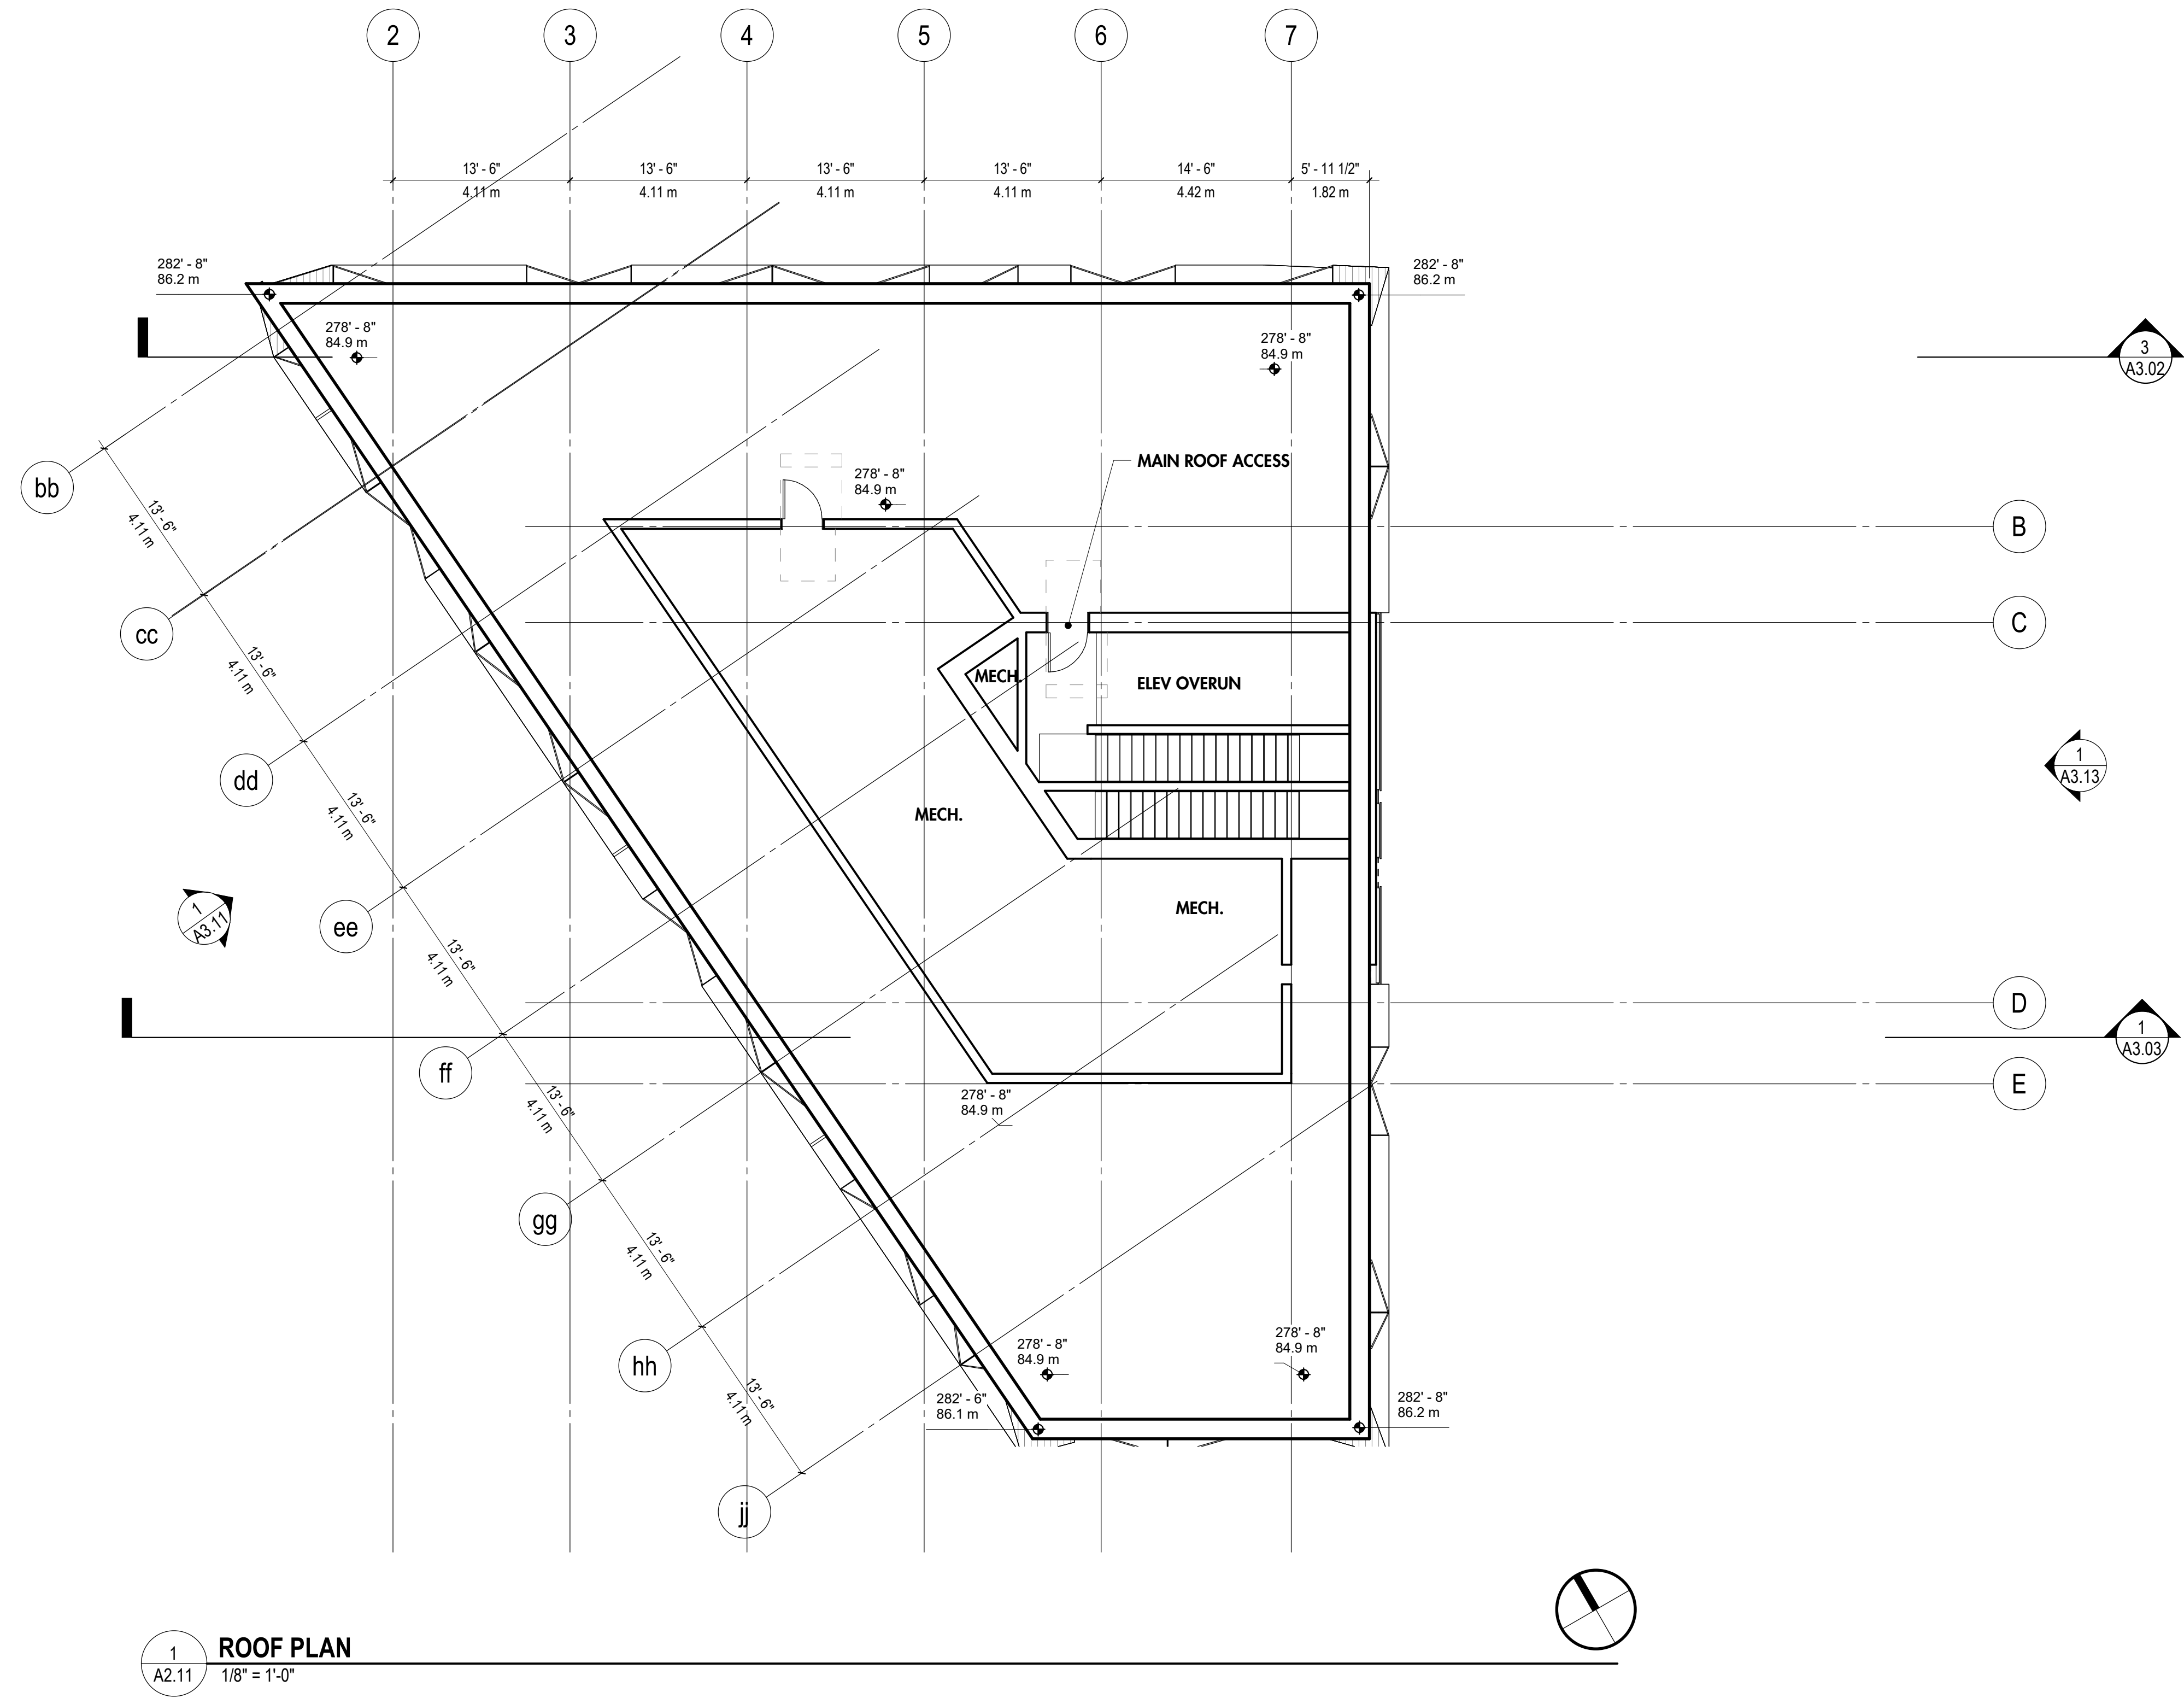 2
3
4
5
6
7
13' - 6"
13' - 6"
13' - 6"
13' - 6"
14' - 6"
5' - 11 1/2"
4.11 m
4.11 m
4.11 m
4.11 m
4.42 m
1.82 m
282' - 8"
86.2 m
282' - 8"
86.2 m
278' - 8"
84.9 m
278' - 8"
84.9 m
3
A3.02
MAIN ROOF ACCESS
278' - 8"
84.9 m
bb
13' - 6"
4.11 m
B
cc
C
13' - 6"
4.11 m
MECH.
ELEV OVERUN
dd
1
A3.13
13' - 6"
4.11 m
MECH.
MECH.
1
A3.11
ee
13' - 6"
4.11 m
D
1
A3.03
ff
E
13' - 6"
4.11 m
278' - 8"
84.9 m
gg
13' - 6"
4.11 m
hh
278' - 8"
84.9 m
278' - 8"
84.9 m
13' - 6"
4.11 m
282' - 6"
86.1 m
282' - 8"
86.2 m
jj
1
A2.11
ROOF PLAN
1/8" = 1'-0"